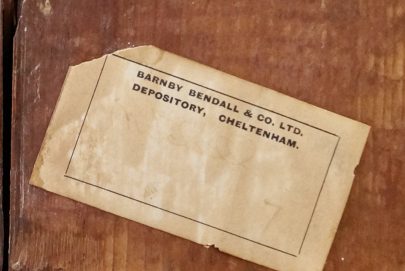 BARNBY BENDALL & CO. LTD.
DEPOSITORY, CHELTENHAM.